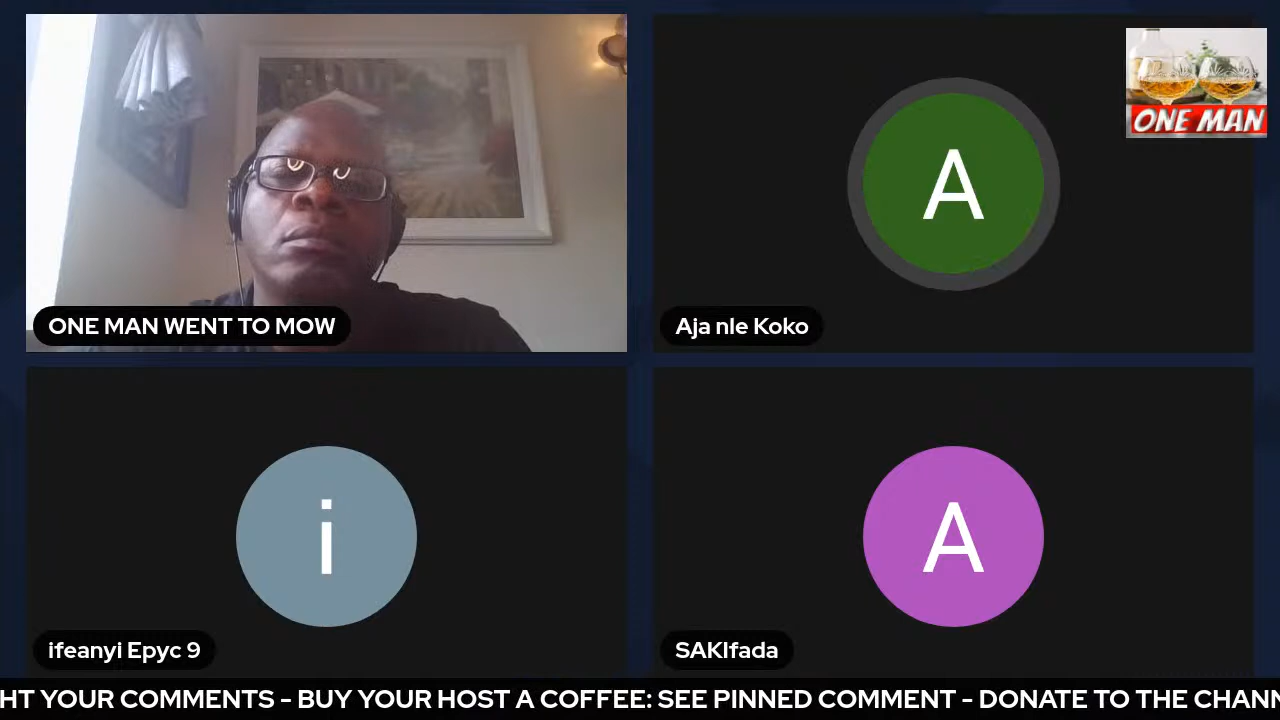 ONE MAN
A
ONE MAN WENT TO MOW
Aja nle Koko
i
A
ifeanyi Epyc 9
SAKIfada
HT YOUR COMMENTS - BUY YOUR HOST A COFFEE: SEE PINNED COMMENT - DONATE TO THE CHANN